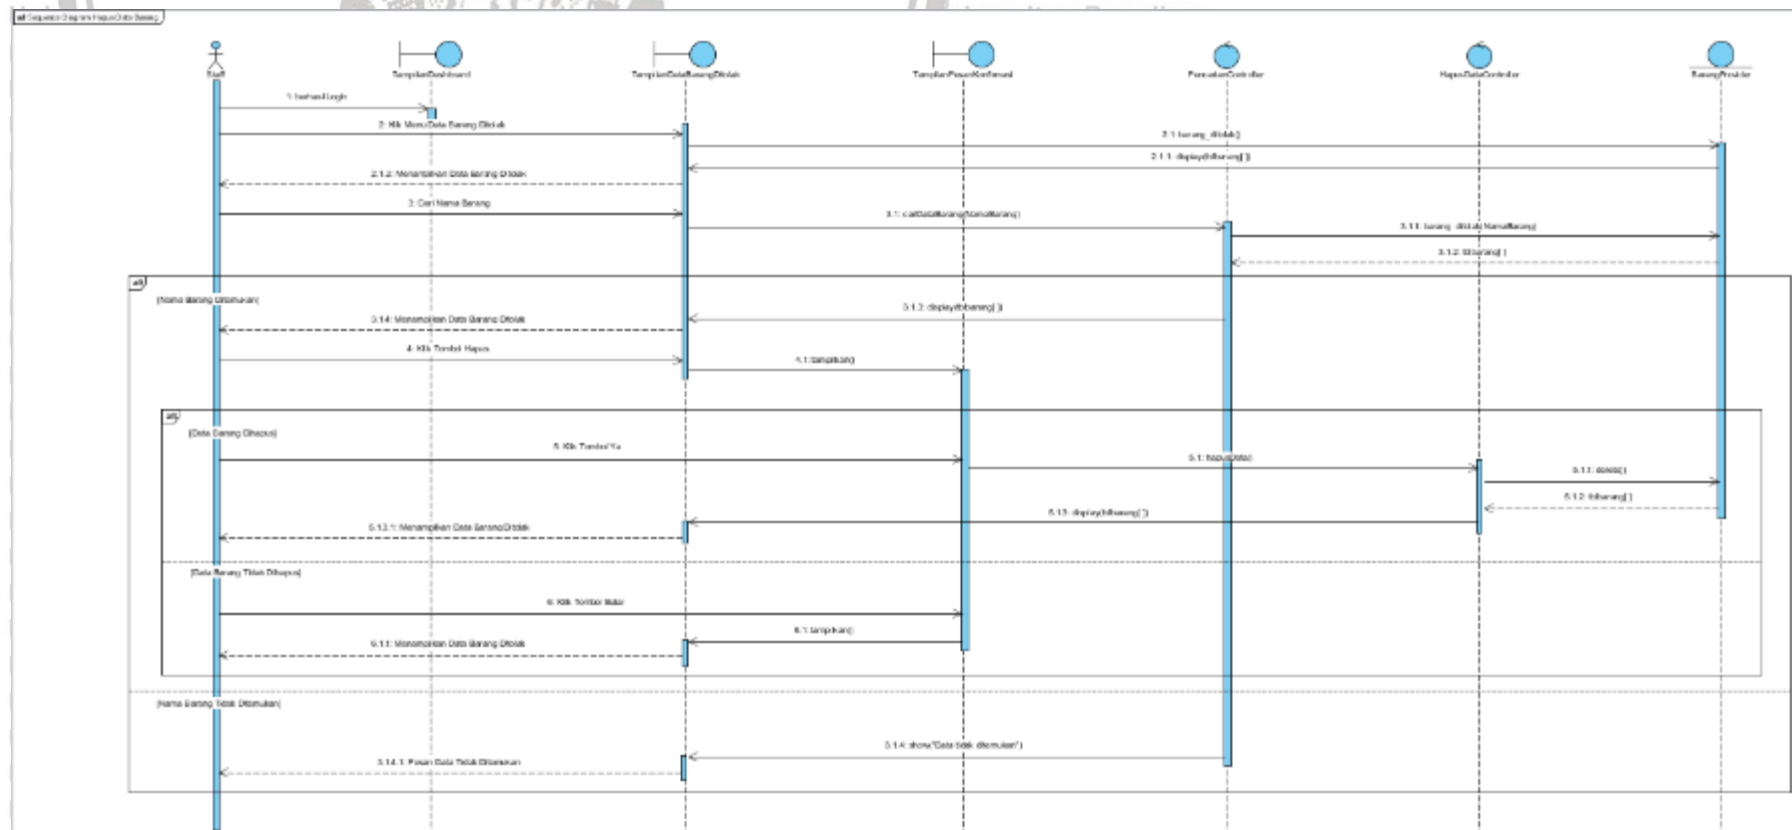 sd Sequence Diagram Hapus Data Barang
Staff
TampilanDashboard
TampilanDataBarangDitolak
TampilanPesanKonfirmasi
PencarianController
HapusDataController
BarangProvider
1: berhasil Login
2: Klik Menu Data Barang Ditolak
2.1: barang_ditolak()
2.1.1: display(tblbarang[ ])
2.1.2: Menampilkan Data Barang Ditolak
3: Cari Nama Barang
3.1: cariDataBarang(NamaBarang)
3.1.1: barang_ditolak(NamaBarang)
3.1.2: tblbarang[ ]
alt
[Nama Barang Ditemukan]
3.1.3: display(tblbarang[ ])
3.1.4: Menampilkan Data Barang Ditolak
4: Klik Tombol Hapus
4.1: tampilkan()
alt
[Data Barang Dihapus]
5: Klik Tombol Ya
5.1: hapusData()
5.1.1: delete()
5.1.2: tblbarang[ ]
5.1.3: display(tblbarang[ ])
5.1.3.1: Menampilkan Data Barang Ditolak
[Data Barang Tidak Dihapus]
6: Klik Tombol Batal
6.1: tampilkan()
6.1.1: Menampilkan Data Barang Ditolak
[Nama Barang Tidak Ditemukan]
3.1.4: show("Data tidak ditemukan")
3.1.4.1: Pesan Data Tidak Ditemukan